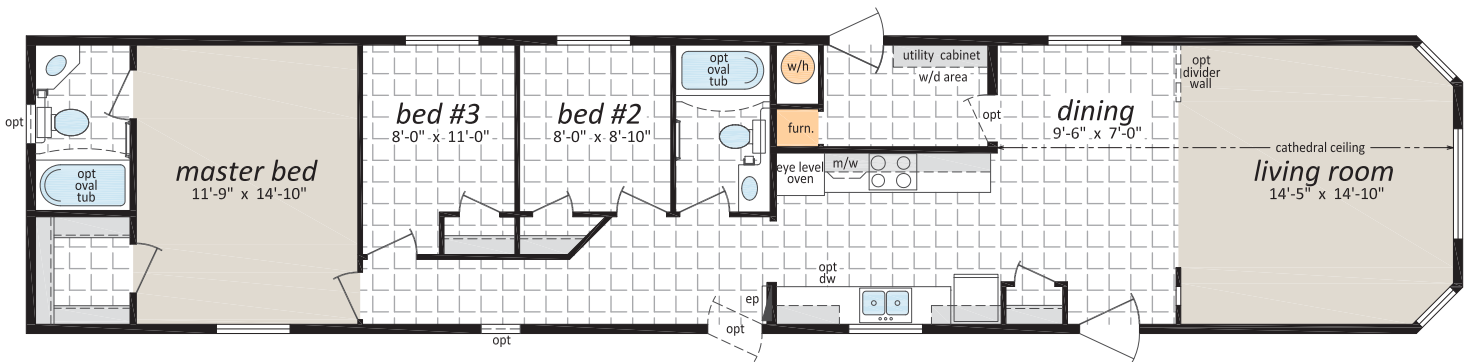 opt
opt
oval
tub
master bed
11'-9" x 14'-10"
bed #3
8'-0" x 11'-0"
bed #2
8'-0" x 8'-10"
opt
oval
tub
w/h
furn.
utility cabinet
w/d area
opt
eye level
oven
m/w
dining
9'-6" x 7'-0"
opt
divider
wall
cathedral ceiling
living room
14'-5" x 14'-10"
opt
dw
ep
opt
opt